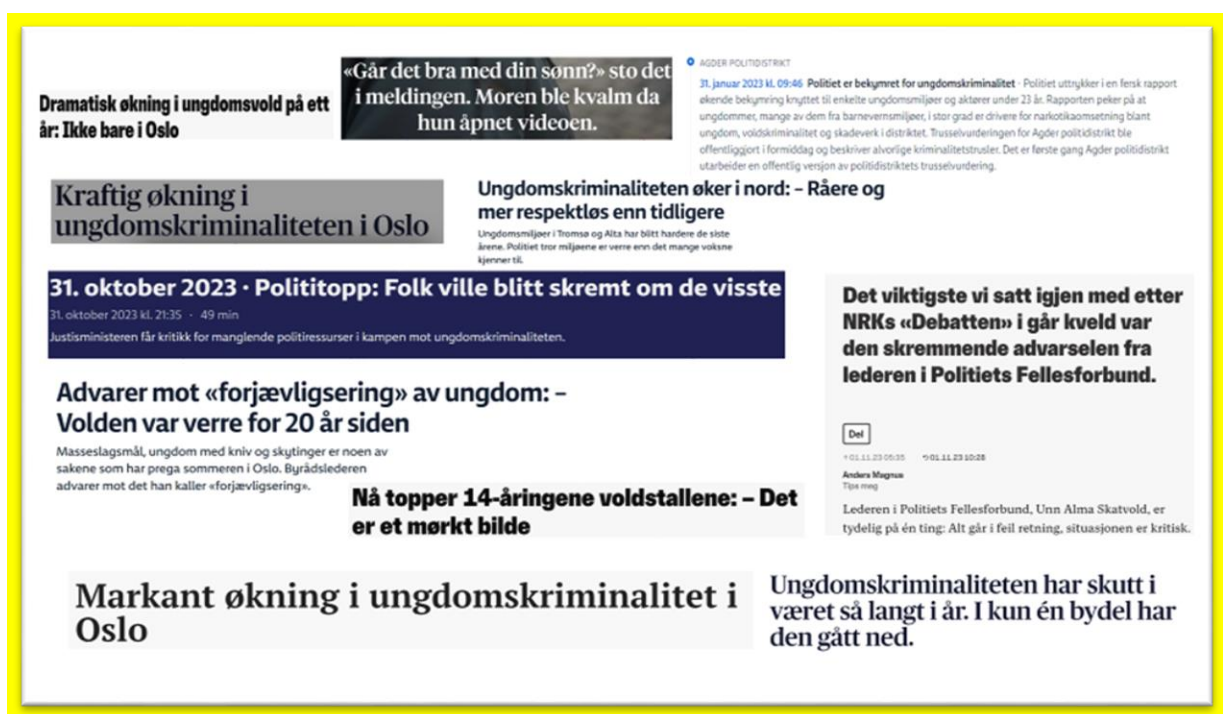 Dramatisk økning i ungdomsvold på ett
år: Ikke bare i Oslo
«Går det bra med din sønn?» sto det
i meldingen. Moren ble kvalm da
hun åpnet videoen.
AGDER POLITIDISTRIKT
31. januar 2023 kl. 09:46 Politiet er bekymret for ungdomskriminalitet · Politiet uttrykker i en fersk rapport
økende bekymring knyttet til enkelte ungdomsmiljøer og aktører under 23 år. Rapporten peker på at
ungdommer, mange av dem fra barnevernsmiljøer, i stor grad er drivere for narkotikaomsetning blant
ungdom, voldskriminalitet og skadeverk i distriktet. Trusselvurderingen for Agder politidistrikt ble
offentliggjort i formiddag og beskriver alvorlige kriminalitetstrusler. Det er første gang Agder politidistrikt
utarbeider en offentlig versjon av politidistriktets trusselvurdering.
Kraftig økning i
ungdomskriminaliteten i Oslo
Ungdomskriminaliteten øker i nord: – Råere og
mer respektløs enn tidligere
Ungdomsmiljøer i Tromsø og Alta har blitt hardere de siste
årene. Politiet tror miljøene er verre enn det mange voksne
kjenner til.
31. oktober 2023 · Polititopp: Folk ville blitt skremt om de visste
31. oktober 2023 kl. 21:35 · 49 min
Justisministeren får kritikk for manglende politiressurser i kampen mot ungdomskriminaliteten.
Det viktigste vi satt igjen med etter
NRKs «Debatten» i går kveld var
den skremmende advarselen fra
lederen i Politiets Fellesforbund.
Del
+01.11.23 06:35 01.11.23 10:28
Anders Magnus
Tips meg
Lederen i Politiets Fellesforbund, Unn Alma Skatvold, er
tydelig på én ting: Alt går i feil retning, situasjonen er kritisk.
Advarer mot «forjævligsering» av ungdom: –
Volden var verre for 20 år siden
Masseslagsmål, ungdom med kniv og skytinger er noen av
sakene som har prega sommeren i Oslo. Byrådslederen
advarer mot det han kaller «forjævligsering».
Nå topper 14-åringene voldstallene: – Det
er et mørkt bilde
Markant økning i ungdomskriminalitet i
Oslo
Ungdomskriminaliteten har skutt i
været så langt i år. I kun én bydel har
den gått ned.